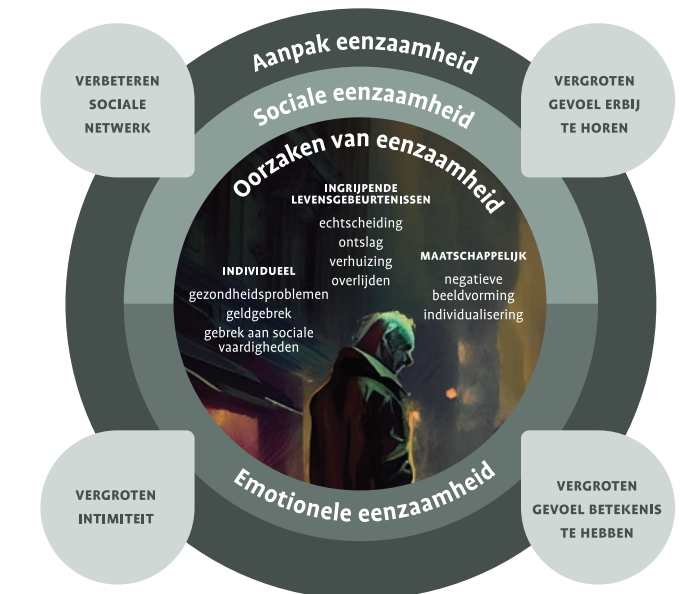 Aanpak eenzaamheid
VERBETEREN
SOCIALE
NETWERK
VERGROTEN
GEVOEL ERBIJ
TE HOREN
Sociale eenzaamheid
Oorzaken van eenzaamheid
INGRIJPENDE
LEVENSGEBEURTENISSEN
echtscheiding
ontslag
verhuizing
overlijden
INDIVIDUEEL
gezondheidsproblemen
geldgebrek
gebrek aan sociale
vaardigheden
MAATSCHAPPELIJK
negatieve
beeldvorming
individualisering
Emotionele eenzaamheid
VERGROTEN
INTIMITEIT
VERGROTEN
GEVOEL BETEKENIS
TE HEBBEN